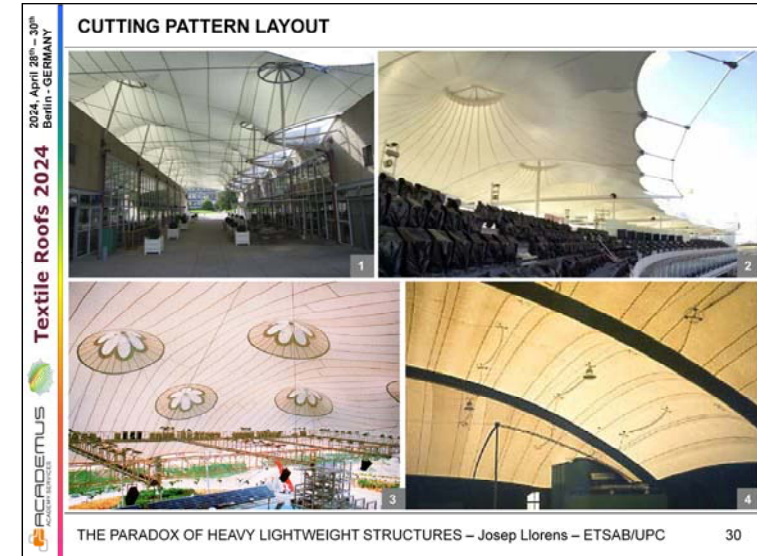 CUTTING PATTERN LAYOUT
2024, April 28th – 30th
Berlin - GERMANY
Textile Roofs 2024
ACADEMUS
ACADEMY SERVICES
1
2
3
4
THE PARADOX OF HEAVY LIGHTWEIGHT STRUCTURES – Josep Llorens – ETSAB/UPC
30